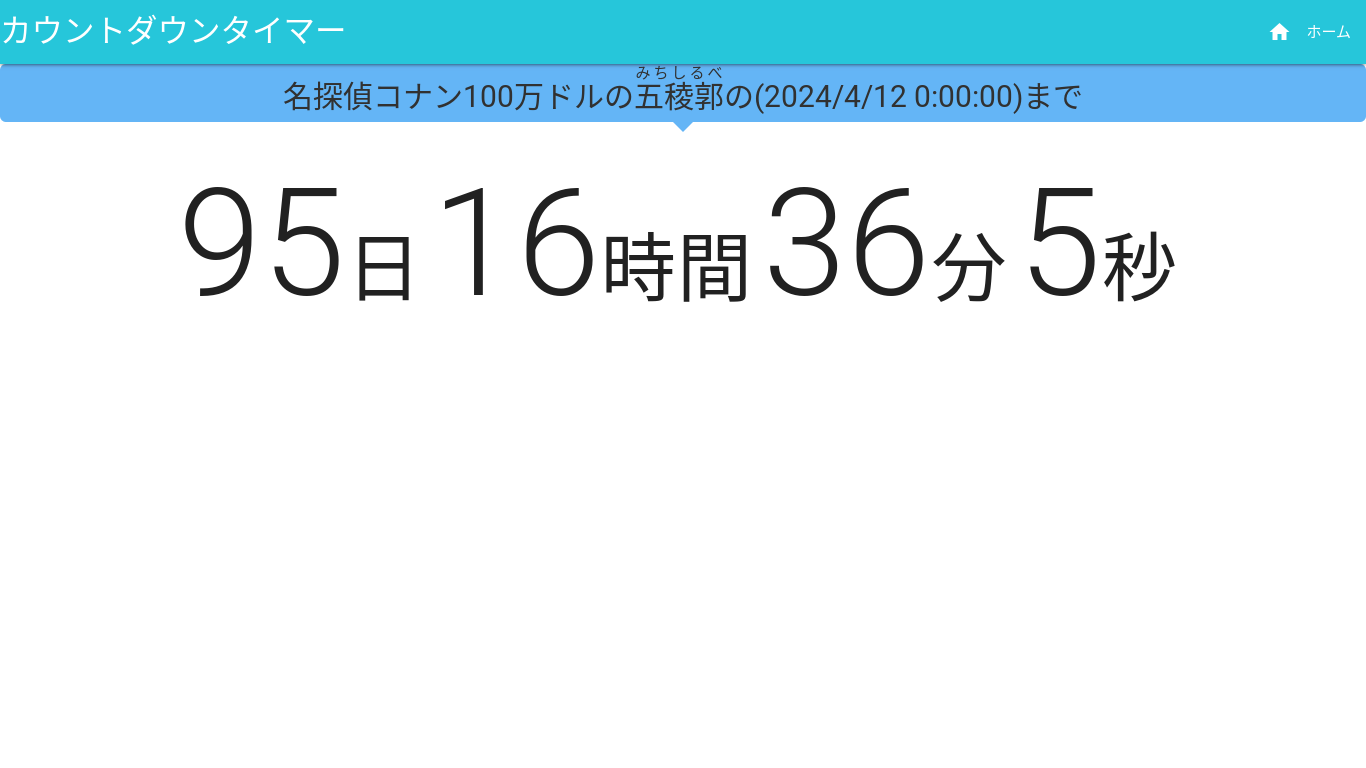 カウントダウンタイマー
ホーム
みちしるべ
名探偵コナン100万ドルの五稜郭の(2024/4/12 0:00:00)まで
95日16時間36分5秒